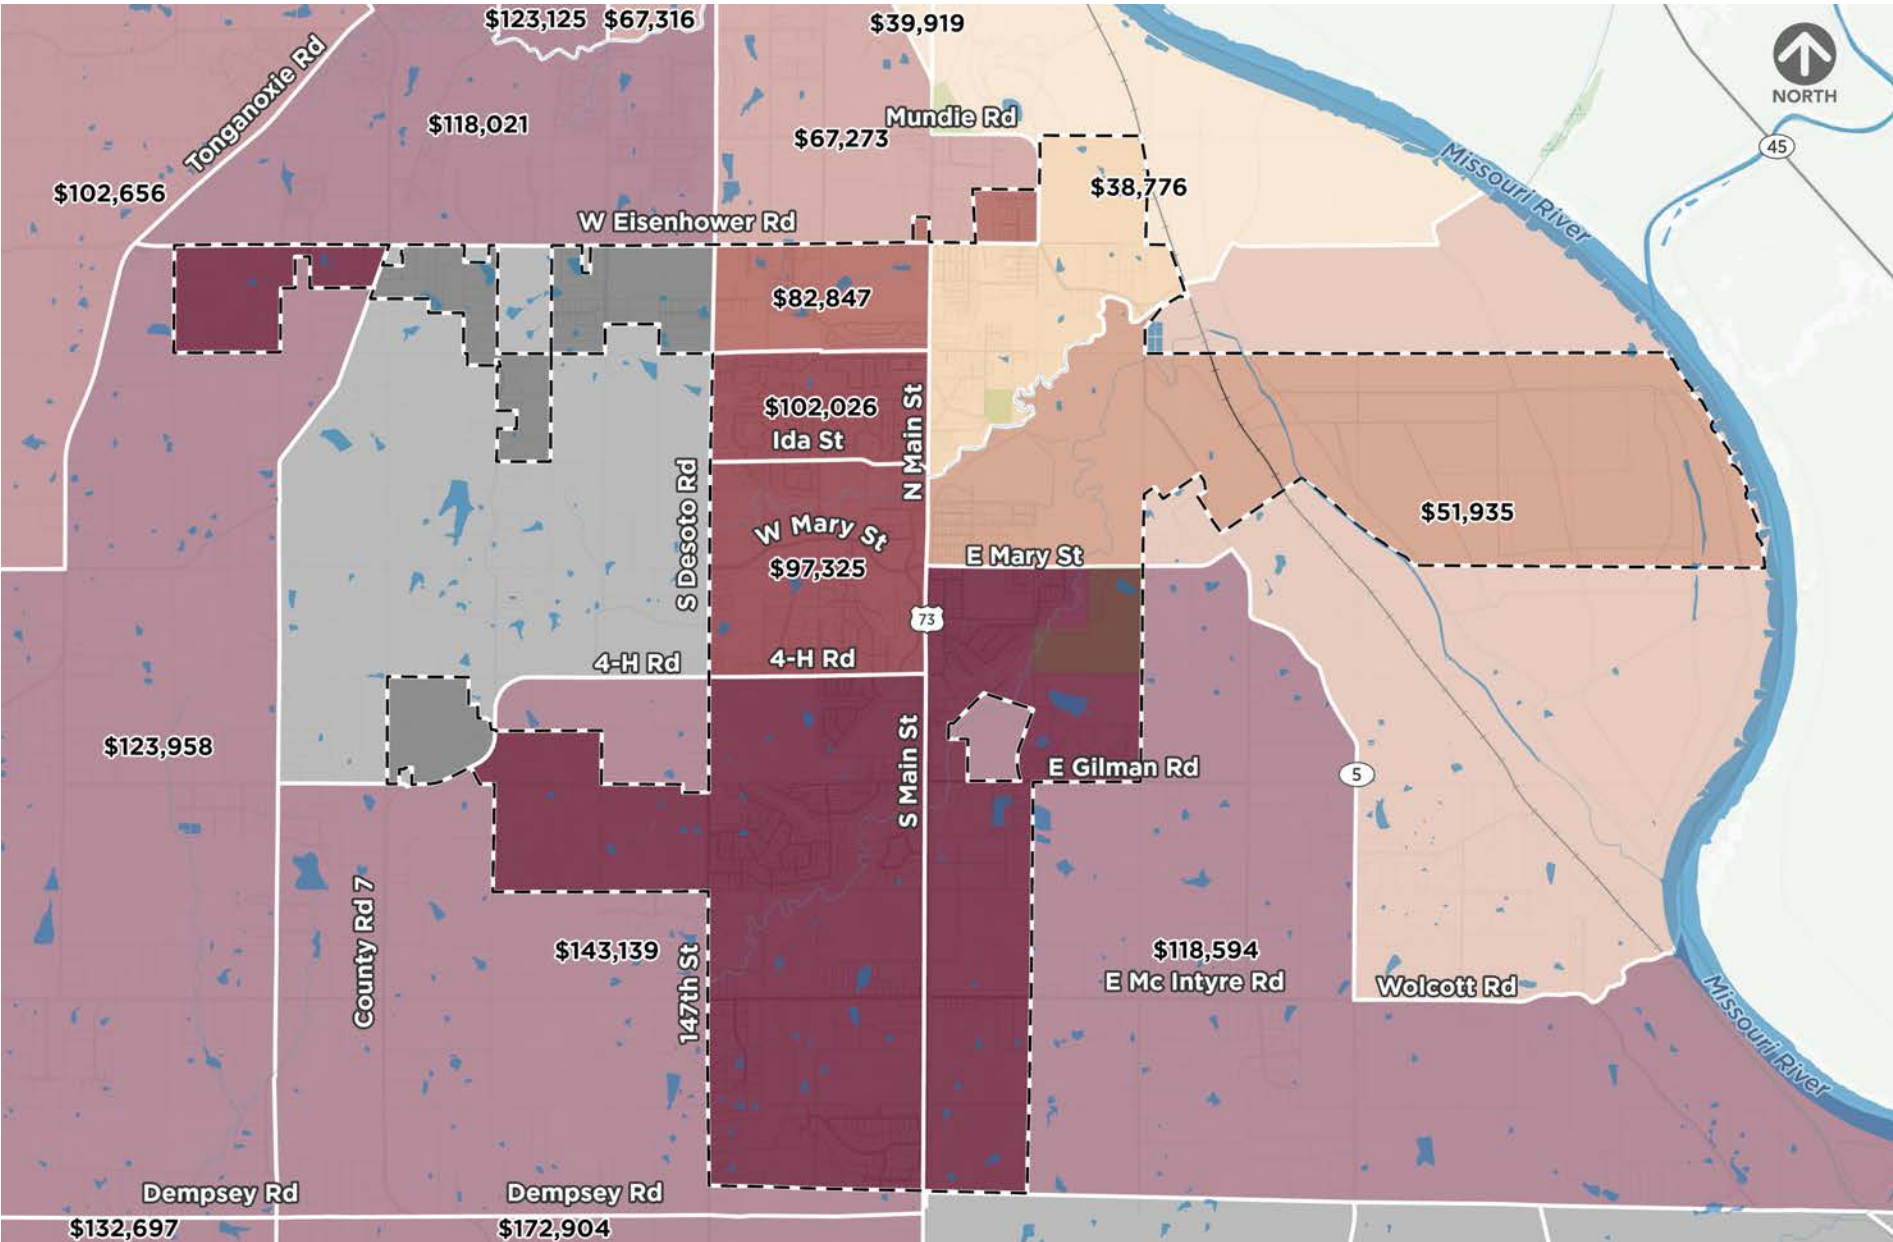 $123,125
$67,316
$39,919
Tonganoxie Rd
$118,021
Mundie Rd
$67,273
NORTH
45
Missouri River
$102,656
$38,776
W Eisenhower Rd
$82,847
$102,026
Ida St
N Main St
S Desoto Rd
W Mary St
$97,325
E Mary St
$51,935
73
4-H Rd
4-H Rd
$123,958
S Main St
E Gilman Rd
5
County Rd 7
$143,139
147th St
$118,594
E Mc Intyre Rd
Wolcott Rd
Missouri River
Dempsey Rd
Dempsey Rd
$132,697
$172,904